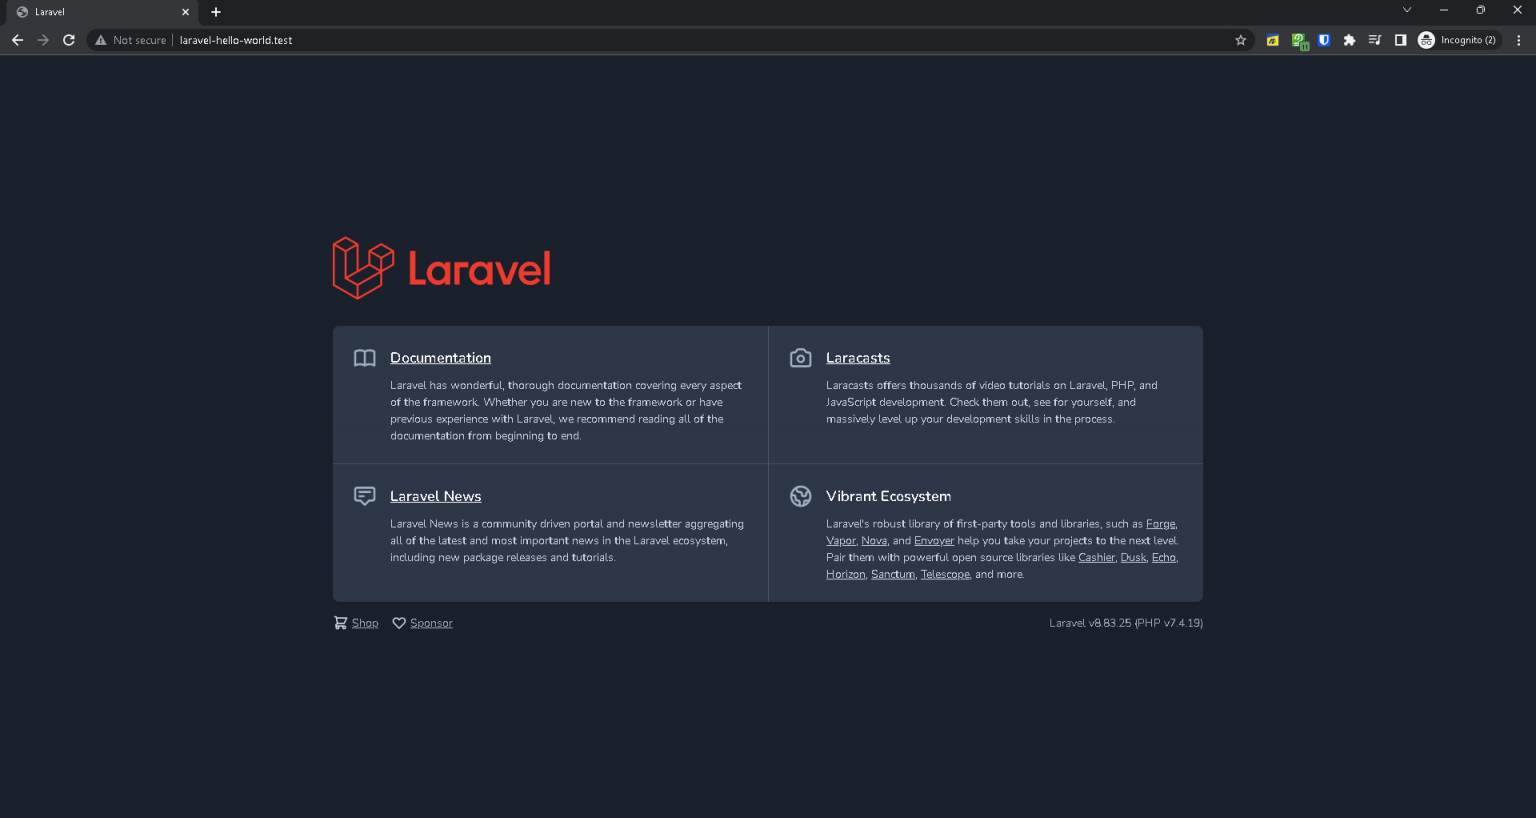 Laravel
Not secure
laravel-hello-world.test
11
Incognito (2)
Laravel
Documentation
Laravel has wonderful, thorough documentation covering every aspect
of the framework. Whether you are new to the framework or have
previous experience with Laravel, we recommend reading all of the
documentation from beginning to end.
Laracasts
Laracasts offers thousands of video tutorials on Laravel, PHP, and
JavaScript development. Check them out, see for yourself, and
massively level up your development skills in the process.
Laravel News
Laravel News is a community driven portal and newsletter aggregating
all of the latest and most important news in the Laravel ecosystem,
including new package releases and tutorials.
Vibrant Ecosystem
Laravel's robust library of first-party tools and libraries, such as Forge,
Vapor, Nova, and Envoyer help you take your projects to the next level.
Pair them with powerful open source libraries like Cashier, Dusk, Echo,
Horizon, Sanctum, Telescope, and more.
Shop
Sponsor
Laravel v8.83.25 (PHP v7.4.19)